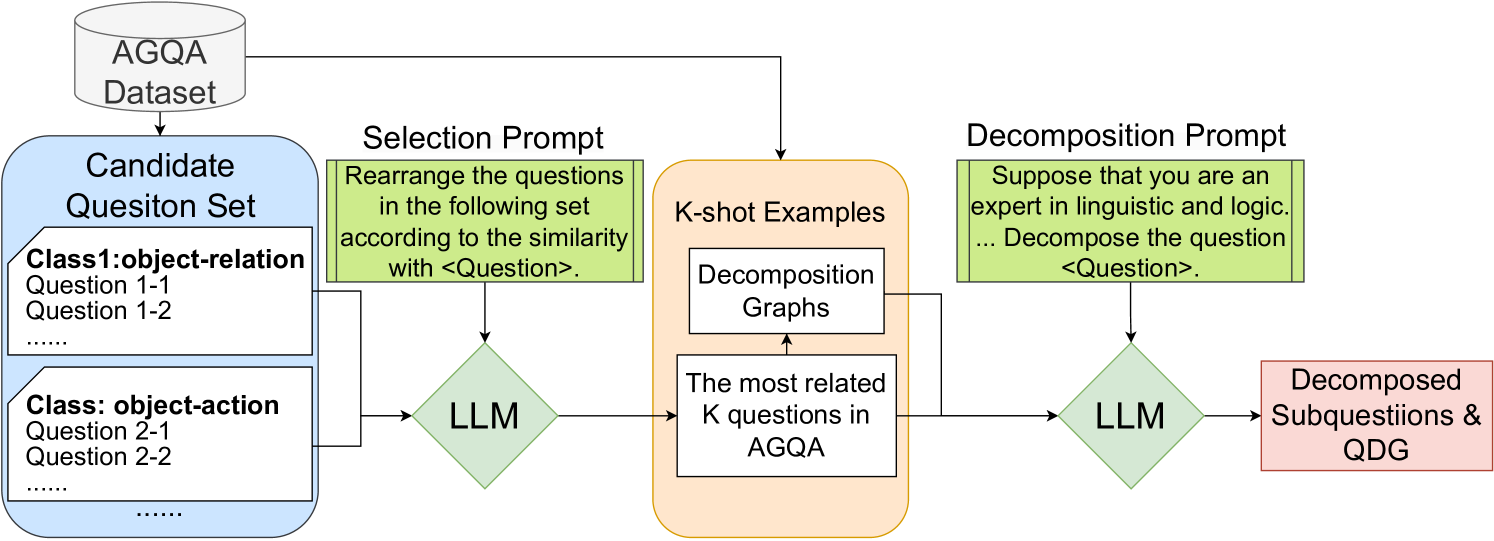 AGQA
Dataset
Candidate
Quesiton Set
Class1:object-relation
Question 1-1
Question 1-2
......
Class: object-action
Question 2-1
Question 2-2
......
......
Selection Prompt
Rearrange the questions
in the following set
according to the similarity
with <Question>.
LLM
K-shot Examples
Decomposition
Graphs
The most related
K questions in
AGQA
Decomposition Prompt
Suppose that you are an
expert in linguistic and logic.
... Decompose the question
<Question>.
LLM
Decomposed
Subquestiions &
QDG